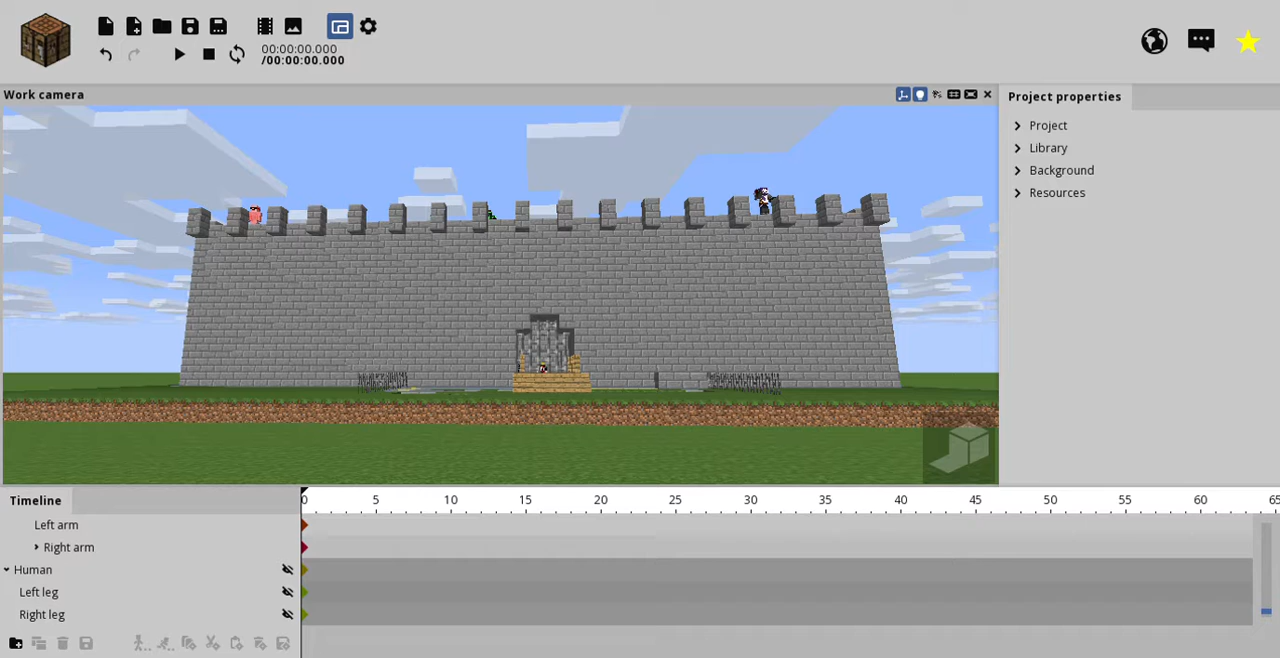 00:00:00.000
/00:00:00.000
Work camera
Project properties
Project
Library
Background
Resources
Timeline
0 5 10 15 20 25 30 35 40 45 50 55 60 65
Left arm
Right arm
Human
Left leg
Right leg